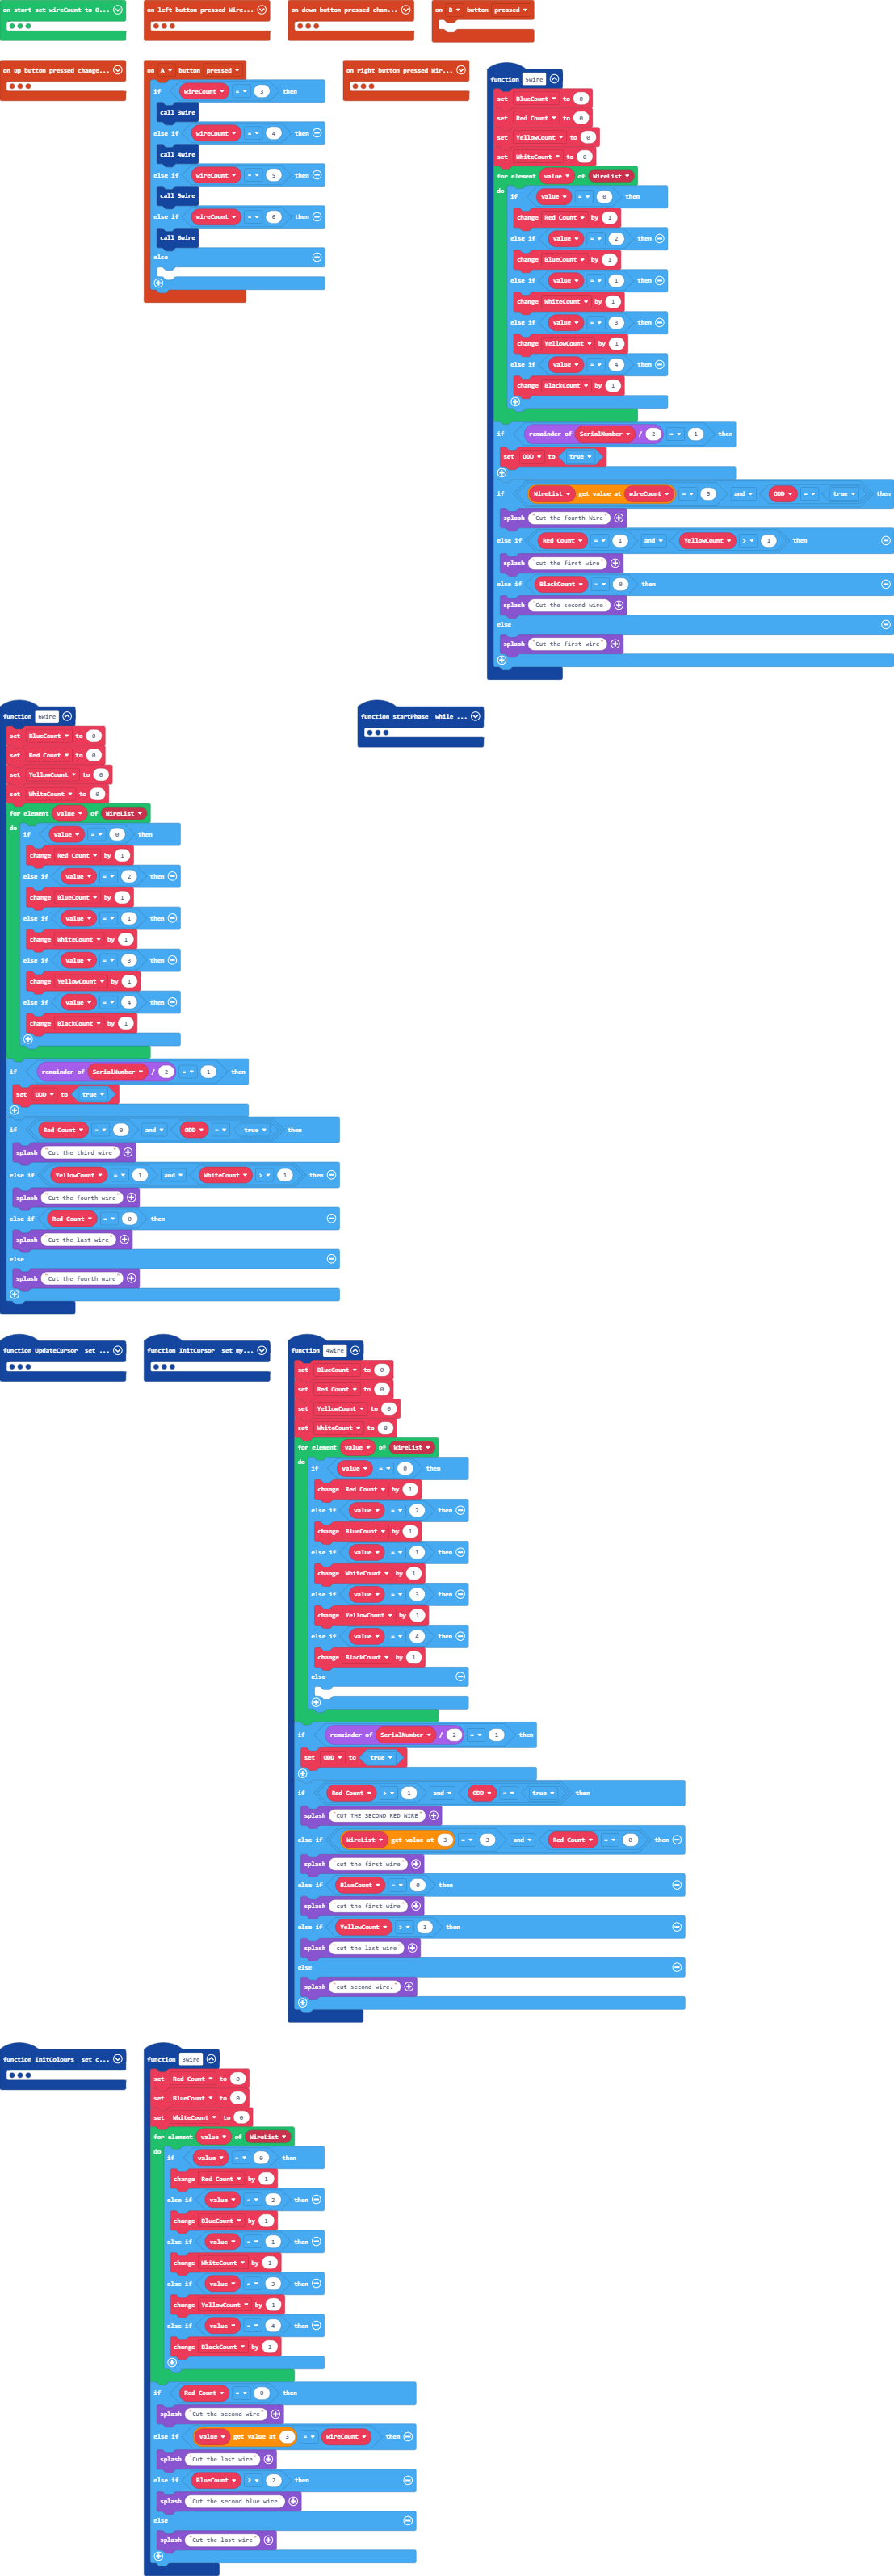 on start set wireCount to 0...
on left button pressed Wire...
on down button pressed chan...
on B button pressed
on up button pressed change...
on A button pressed
if wireCount = 3 then
call 3wire
else if wireCount = 4 then
call 4wire
else if wireCount = 5 then
call 5wire
else if wireCount = 6 then
call 6wire
else
on right button pressed Wir...
function 5wire
set BlueCount to 0
set Red Count to 0
set YellowCount to 0
set WhiteCount to 0
for element value of WireList
do
if value = 0 then
change Red Count by 1
else if value = 2 then
change BlueCount by 1
else if value = 1 then
change WhiteCount by 1
else if value = 3 then
change YellowCount by 1
else if value = 4 then
change BlackCount by 1
if remainder of SerialNumber / 2 = 1 then
set ODD to true
if WireList get value at wireCount = 5 and ODD = true then
splash "Cut the fourth Wire"
else if Red Count = 1 and YellowCount > 1 then
splash "cut the first wire"
else if BlackCount = 0 then
splash "Cut the second wire"
else
splash "Cut the first wire"
function 6wire
set BlueCount to 0
set Red Count to 0
set YellowCount to 0
set WhiteCount to 0
for element value of WireList
do
if value = 0 then
change Red Count by 1
else if value = 2 then
change BlueCount by 1
else if value = 1 then
change WhiteCount by 1
else if value = 3 then
change YellowCount by 1
else if value = 4 then
change BlackCount by 1
if remainder of SerialNumber / 2 = 1 then
set ODD to true
if Red Count = 0 and ODD = true then
splash "Cut the third wire"
else if YellowCount = 1 and WhiteCount > 1 then
splash "Cut the fourth wire"
else if Red Count = 0 then
splash "Cut the last wire"
else
splash "Cut the fourth wire"
function startPhase while ...
function UpdateCursor set ...
function InitCursor set my...
function 4wire
set BlueCount to 0
set Red Count to 0
set YellowCount to 0
set WhiteCount to 0
for element value of WireList
do
if value = 0 then
change Red Count by 1
else if value = 2 then
change BlueCount by 1
else if value = 1 then
change WhiteCount by 1
else if value = 3 then
change YellowCount by 1
else if value = 4 then
change BlackCount by 1
else
if remainder of SerialNumber / 2 = 1 then
set ODD to true
if Red Count > 1 and ODD = true then
splash "CUT THE SECOND RED WIRE"
else if WireList get value at 3 = 3 and Red Count = 0 then
splash "cut the first wire"
else if BlueCount = 0 then
splash "cut the first wire"
else if YellowCount > 1 then
splash "cut the last wire"
else
splash "cut second wire."
function InitColours set c...
function 3wire
set Red Count to 0
set BlueCount to 0
set WhiteCount to 0
for element value of WireList
do
if value = 0 then
change Red Count by 1
else if value = 2 then
change BlueCount by 1
else if value = 1 then
change WhiteCount by 1
else if value = 3 then
change YellowCount by 1
else if value = 4 then
change BlackCount by 1
if Red Count = 0 then
splash "Cut the second wire"
else if value get value at 3 = wireCount then
splash "Cut the last wire"
else if BlueCount ≥ 2 then
splash "Cut the second blue wire"
else
splash "Cut the last wire"